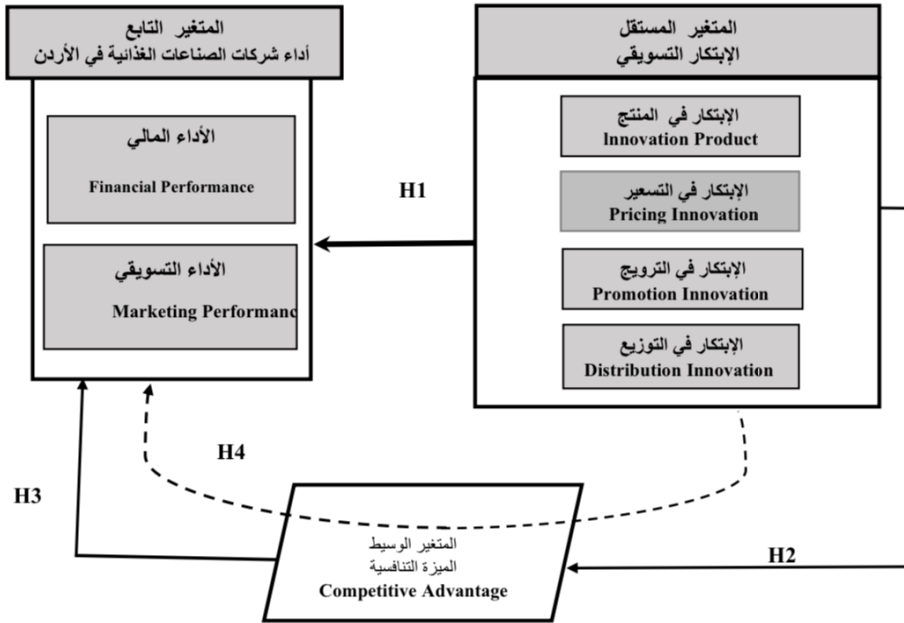 المتغير المستقل
الإبتكار التسويقي
الإبتكار في المنتج
Innovation Product
الإبتكار في التسعير
Pricing Innovation
الإبتكار في الترويج
Promotion Innovation
الإبتكار في التوزيع
Distribution Innovation
H1
المتغير التابع
أداء شركات الصناعات الغذائية في الأردن
الأداء المالي
Financial Performance
الأداء التسويقي
Marketing Performanc
H4
H3
H2
المتغير الوسيط
الميزة التنافسية
Competitive Advantage